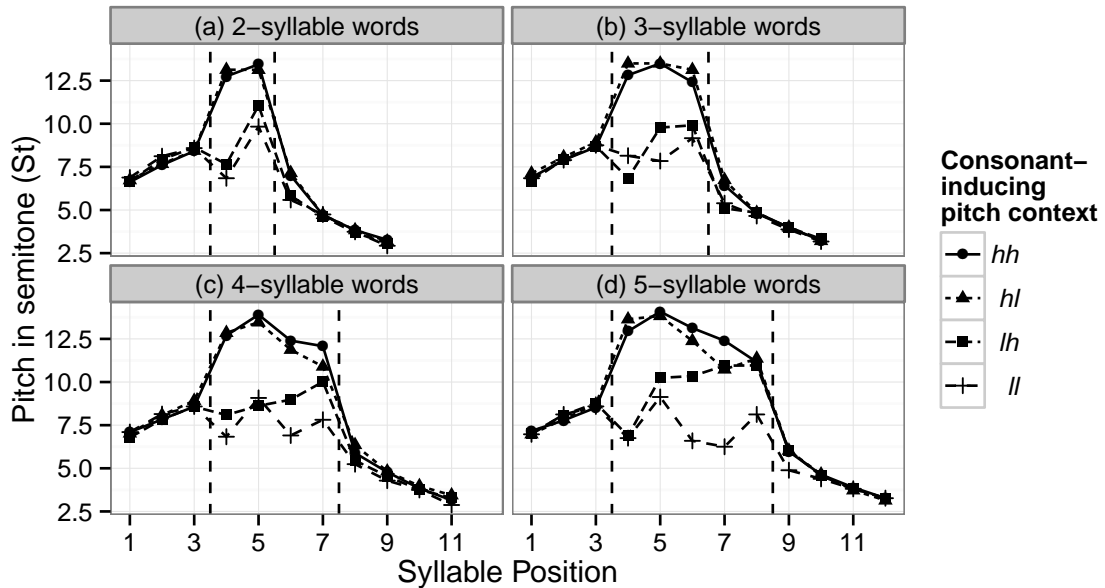 (a) 2−syllable words
(b) 3−syllable words
12.5
10.0
7.5
5.0
2.5
(c) 4−syllable words
(d) 5−syllable words
12.5
10.0
7.5
5.0
2.5
1 3 5 7 9 11
1 3 5 7 9 11
Syllable Position
Pitch in semitone (St)
Consonant−
inducing
pitch context
hh
hl
lh
ll